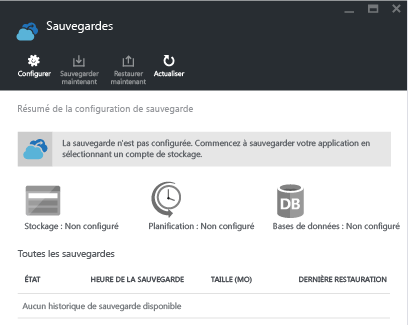 Sauvegardes
Configurer
Sauvegarder
maintenant
Restaurer
maintenant
Actualiser
Résumé de la configuration de sauvegarde
La sauvegarde n'est pas configurée. Commencez à sauvegarder votre application en
sélectionnant un compte de stockage.
DB
Stockage : Non configuré
Planification : Non configuré
Bases de données : Non configuré
Toutes les sauvegardes
ÉTAT HEURE DE LA SAUVEGARDE TAILLE (MO) DERNIÈRE RESTAURATION
Aucun historique de sauvegarde disponible